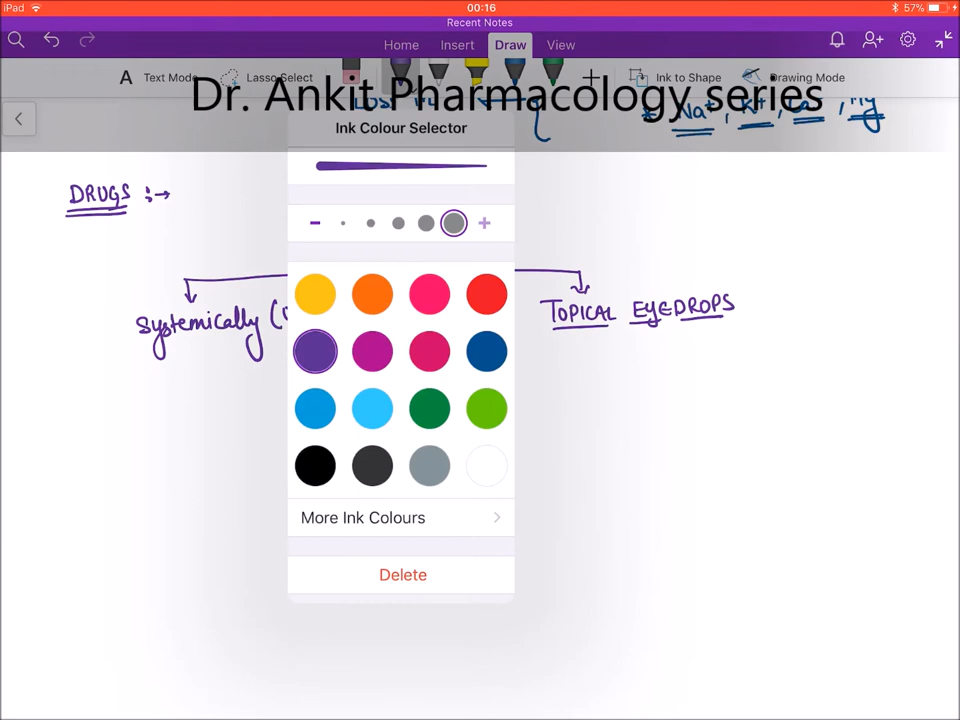 iPad 00:16 57%
Recent Notes
Home Insert Draw View
A Text Mode Lasso Select Ink to Shape Drawing Mode
Dr. Ankit Pharmacology series
Na+, K+,
Ink Colour Selector
DRUGS :→
Systemically (
TOPICAL EYEDROPS
More Ink Colours
Delete